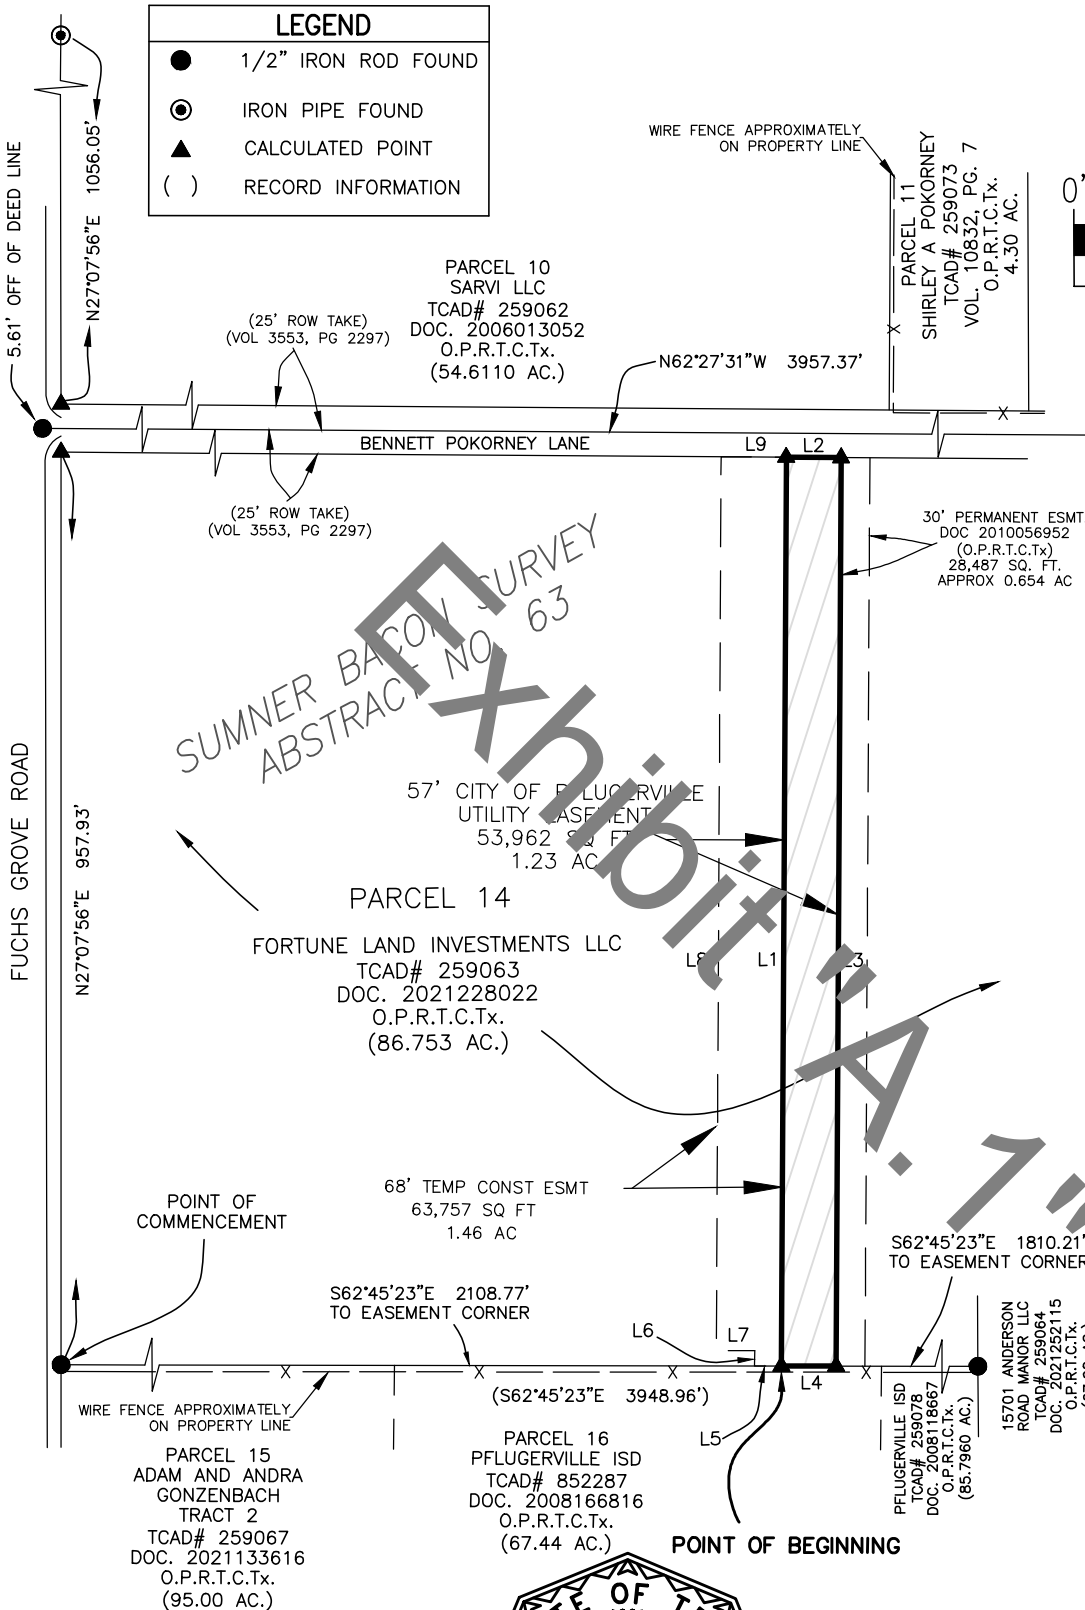 LEGEND
1/2" IRON ROD FOUND
IRON PIPE FOUND
CALCULATED POINT
( ) RECORD INFORMATION
5.61' OFF OF DEED LINE
N27°07'56"E 1056.05'
WIRE FENCE APPROXIMATELY
ON PROPERTY LINE
PARCEL 11
SHIRLEY A POKORNEY
TCAD# 259073
VOL. 10832, PG. 7
O.P.R.T.C.Tx.
4.30 AC.
0'
PARCEL 10
SARVI LLC
TCAD# 259062
DOC. 2006013052
O.P.R.T.C.Tx.
(54.6110 AC.)
(25' ROW TAKE)
(VOL 3553, PG 2297)
N62°27'31"W 3957.37'
BENNETT POKORNEY LANE
L9
L2
(25' ROW TAKE)
(VOL 3553, PG 2297)
30' PERMANENT ESMT
DOC 2010056952
(O.P.R.T.C.Tx)
28,487 SQ. FT.
APPROX 0.654 AC
SUMNER BACON SURVEY
ABSTRACT NO. 63
Exhibit "A. 1"
FUCHS GROVE ROAD
N27°07'56"E 957.93'
57' CITY OF PFLUGERVILLE
UTILITY EASEMENT
53,962 SQ FT
1.23 AC
PARCEL 14
FORTUNE LAND INVESTMENTS LLC
TCAD# 259063
DOC. 2021228022
O.P.R.T.C.Tx.
(86.753 AC.)
L8
L1
L3
68' TEMP CONST ESMT
63,757 SQ FT
1.46 AC
POINT OF
COMMENCEMENT
S62°45'23"E 2108.77'
TO EASEMENT CORNER
S62°45'23"E 1810.21'
TO EASEMENT CORNER
L6
L7
L4
L5
(S62°45'23"E 3948.96')
WIRE FENCE APPROXIMATELY
ON PROPERTY LINE
PARCEL 15
ADAM AND ANDRA
GONZENBACH
TRACT 2
TCAD# 259067
DOC. 2021133616
O.P.R.T.C.Tx.
(95.00 AC.)
PARCEL 16
PFLUGERVILLE ISD
TCAD# 852287
DOC. 2008166816
O.P.R.T.C.Tx.
(67.44 AC.)
POINT OF BEGINNING
PFLUGERVILLE ISD
TCAD# 259078
DOC. 2008118667
O.P.R.T.C.Tx.
(85.7960 AC.)
15701 ANDERSON
ROAD MANOR LLC
TCAD# 259064
DOC. 2021252115
O.P.R.T.C.Tx.
OF